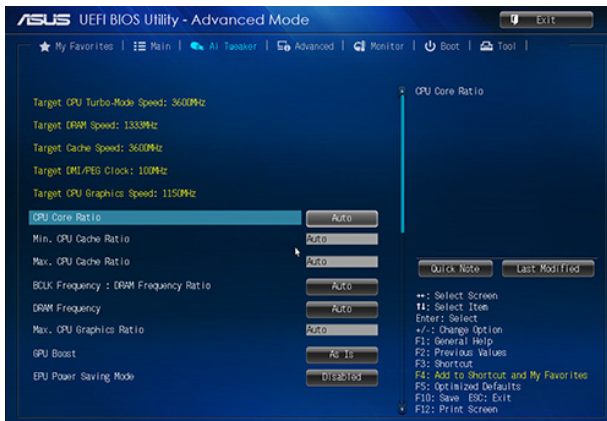 ASUS UEFI BIOS Utility - Advanced Mode
Exit
My Favorites | Main | Ai Tweaker | Advanced | Monitor | Boot | Tool |
Target CPU Turbo-Mode Speed: 3600MHz
Target DRAM Speed: 1333MHz
Target Cache Speed: 3600MHz
Target DMI/PEG Clock: 100MHz
Target CPU Graphics Speed: 1150MHz
CPU Core Ratio Auto
Min. CPU Cache Ratio Auto
Max. CPU Cache Ratio Auto
BCLK Frequency : DRAM Frequency Ratio Auto
DRAM Frequency Auto
Max. CPU Graphics Ratio Auto
GPU Boost As Is
EPU Power Saving Mode Disabled
CPU Core Ratio
Quick Note Last Modified
→←: Select Screen
↑↓: Select Item
Enter: Select
+/-: Change Option
F1: General Help
F2: Previous Values
F3: Shortcut
F4: Add to Shortcut and My Favorites
F5: Optimized Defaults
F10: Save ESC: Exit
F12: Print Screen